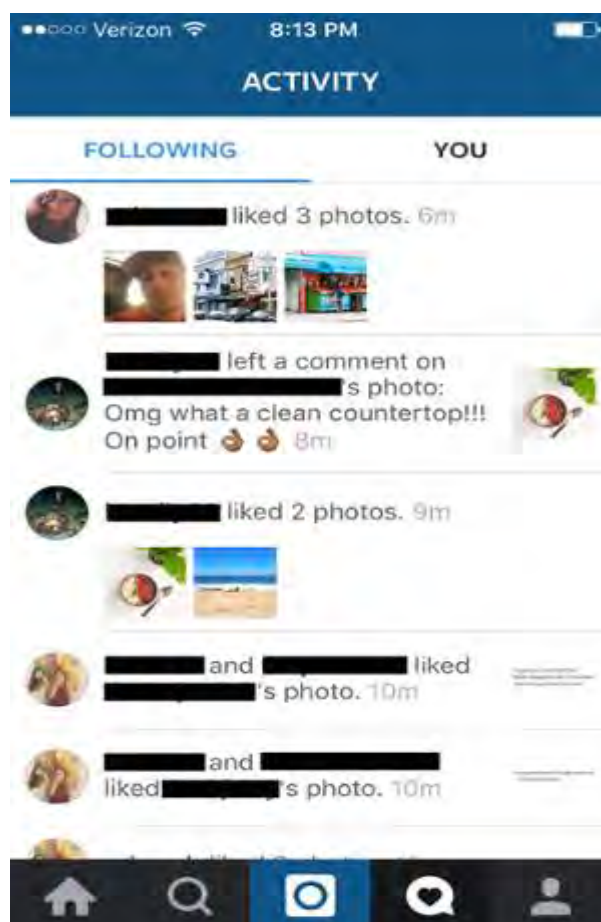 Verizon 8:13 PM
ACTIVITY
FOLLOWING YOU
liked 3 photos. 6m
left a comment on
's photo:
Omg what a clean countertop!!!
On point 👌🏽 👌🏽 8m
liked 2 photos. 9m
and liked
's photo. 10m
and
liked 's photo. 10m